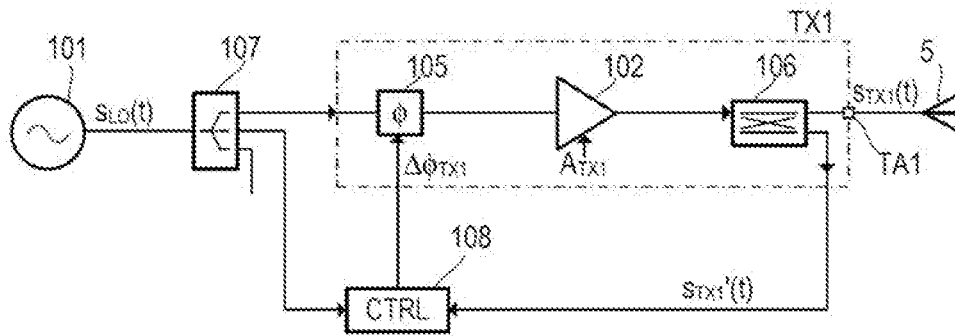 TX1
101
107
105
102
106
5
sLO(t)
ϕ
sTX1(t)
ΔϕTX1
ATX1
TA1
108
CTRL
sTX1'(t)